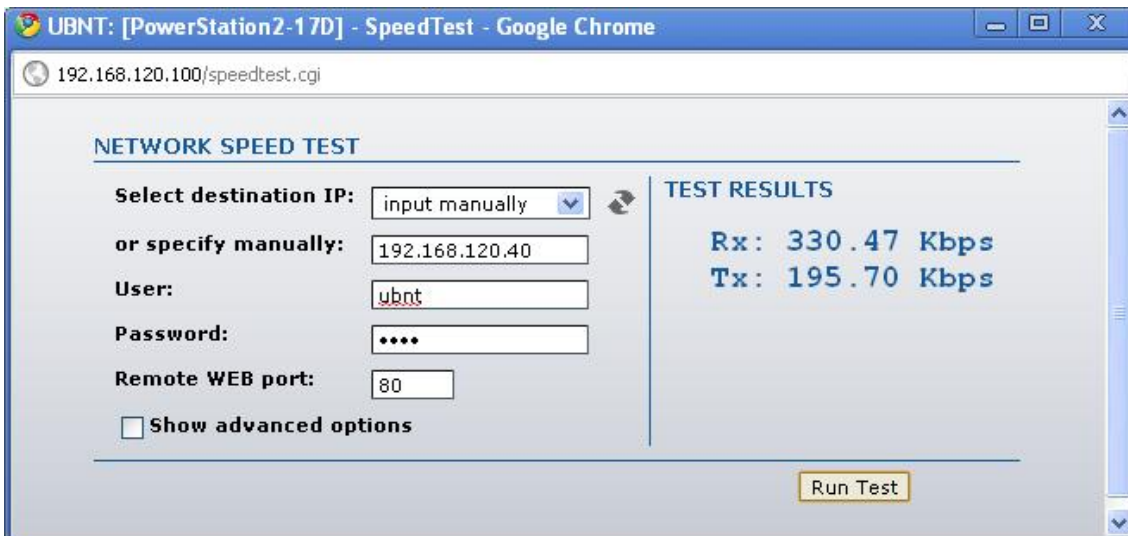 UBNT: [PowerStation2-17D] - SpeedTest - Google Chrome
192.168.120.100/speedtest.cgi
NETWORK SPEED TEST
Select destination IP: input manually
or specify manually: 192.168.120.40
User: ubnt
Password: ••••
Remote WEB port: 80
Show advanced options
TEST RESULTS
Rx: 330.47 Kbps
Tx: 195.70 Kbps
Run Test